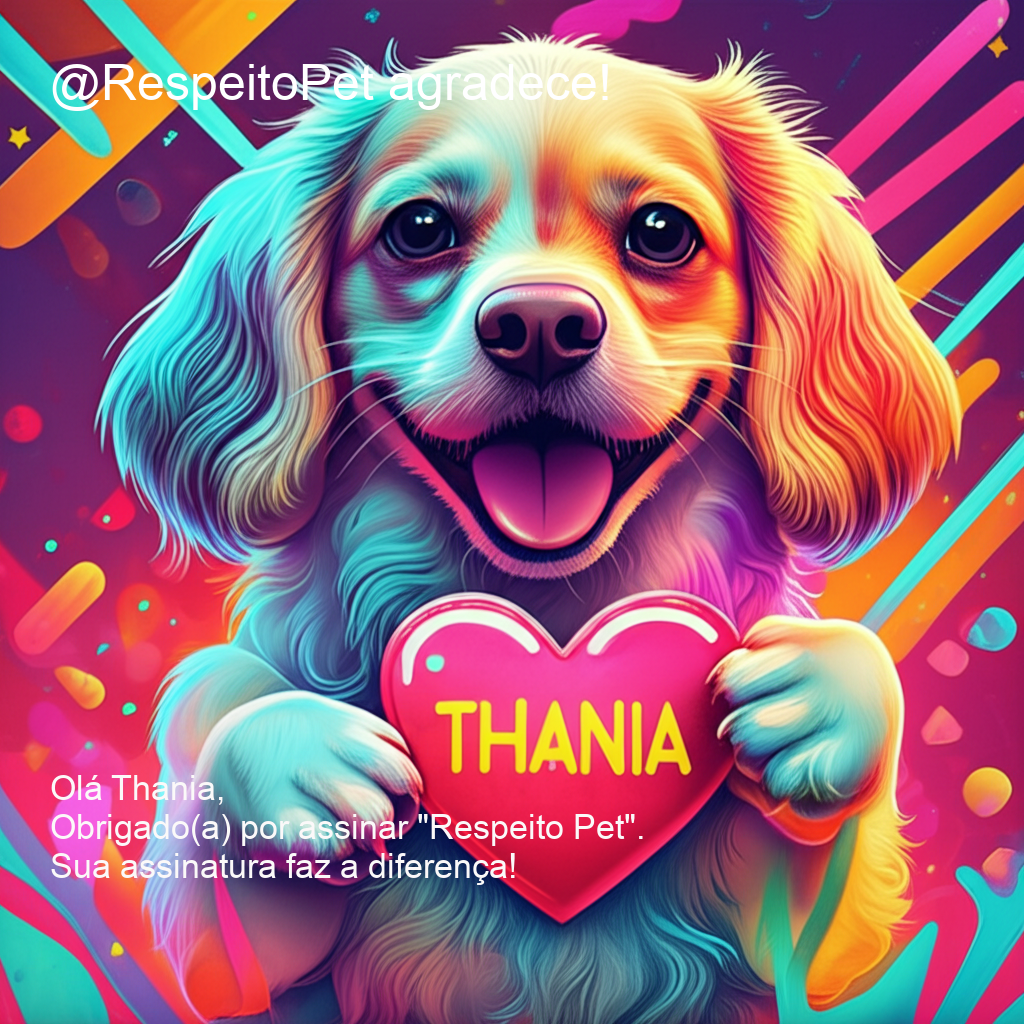 @RespeitoPet agradece!
THANIA
Olá Thania,
Obrigado(a) por assinar "Respeito Pet".
Sua assinatura faz a diferença!